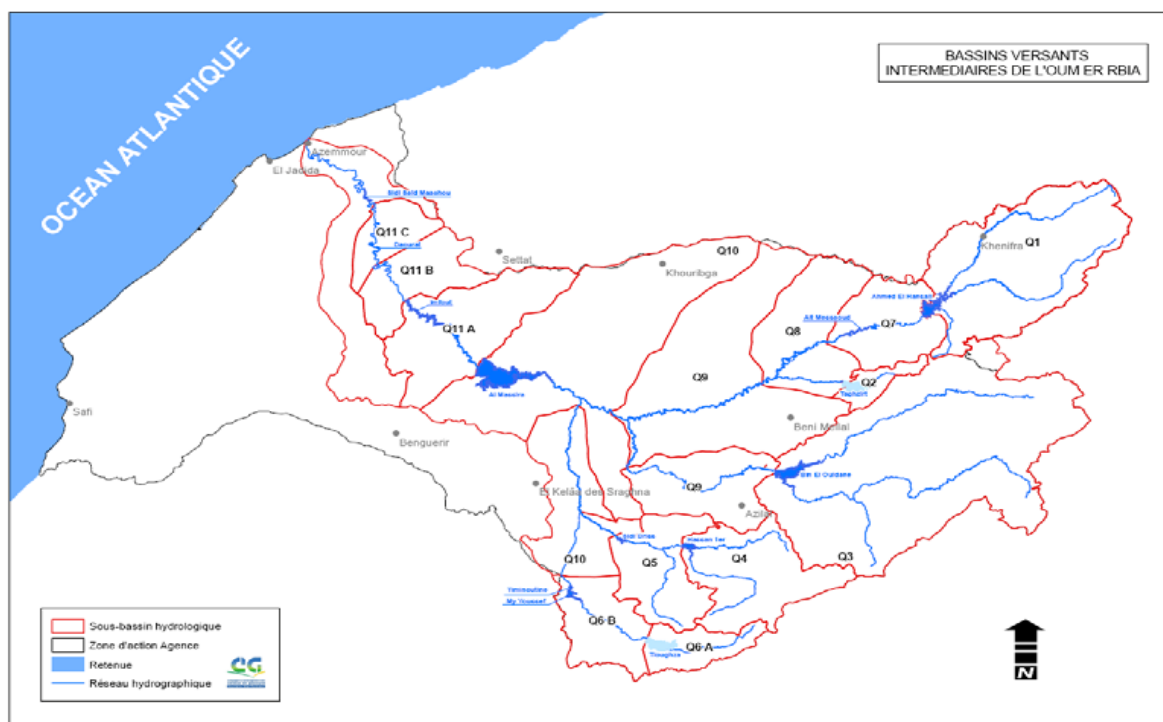 BASSINS VERSANTS
INTERMEDIAIRES DE L'OUM ER RBIA
OCEAN ATLANTIQUE
Azemmour
El Jadida
Sidi Said Maachou
Q11 C
Daourat
Q11 B
Settat
Imfout
Q11 A
Al Massira
Khouribga
Q10
Khenifra
Q1
Ahmed El Hansali
Ait Messaoud
Q7
Q8
Q9
Q2
Taghzirt
Beni Mellal
Safi
Benguerir
El Kelâa des Sraghna
Bin El Ouidane
Q9
Azilal
Sidi Driss
Hassan 1er
Q10
Q5
Q4
Q3
My Youssef
Q6 B
Q6 A
Sous-bassin hydrologique
Zone d'action Agence
Retenue
Réseau hydrographique
N